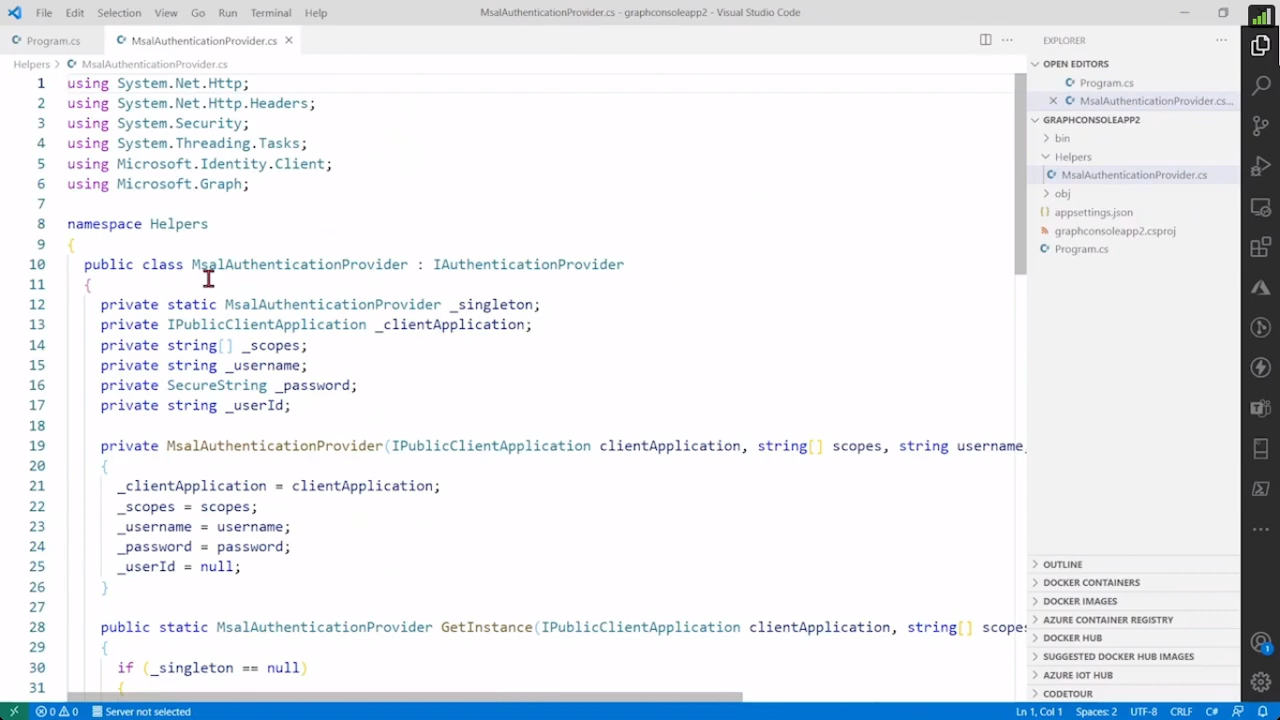 File Edit Selection View Go Run Terminal Help
MsalAuthenticationProvider.cs - graphconsoleapp2 - Visual Studio Code
Program.cs
MsalAuthenticationProvider.cs
Helpers > MsalAuthenticationProvider.cs
1 using System.Net.Http;
2 using System.Net.Http.Headers;
3 using System.Security;
4 using System.Threading.Tasks;
5 using Microsoft.Identity.Client;
6 using Microsoft.Graph;
7
8 namespace Helpers
9 {
10 public class MsalAuthenticationProvider : IAuthenticationProvider
11 {
12 private static MsalAuthenticationProvider _singleton;
13 private IPublicClientApplication _clientApplication;
14 private string[] _scopes;
15 private string _username;
16 private SecureString _password;
17 private string _userId;
18
19 private MsalAuthenticationProvider(IPublicClientApplication clientApplication, string[] scopes, string username,
20 {
21 _clientApplication = clientApplication;
22 _scopes = scopes;
23 _username = username;
24 _password = password;
25 _userId = null;
26 }
27
28 public static MsalAuthenticationProvider GetInstance(IPublicClientApplication clientApplication, string[] scopes
29 {
30 if (_singleton == null)
31 {
EXPLORER
OPEN EDITORS
Program.cs
MsalAuthenticationProvider.cs...
GRAPHCONSOLEAPP2
bin
Helpers
MsalAuthenticationProvider.cs
obj
appsettings.json
graphconsoleapp2.csproj
Program.cs
OUTLINE
DOCKER CONTAINERS
DOCKER IMAGES
AZURE CONTAINER REGISTRY
DOCKER HUB
SUGGESTED DOCKER HUB IMAGES
AZURE IOT HUB
CODETOUR
1
0 0 Server not selected
Ln 1, Col 1 Spaces: 2 UTF-8 CRLF C#